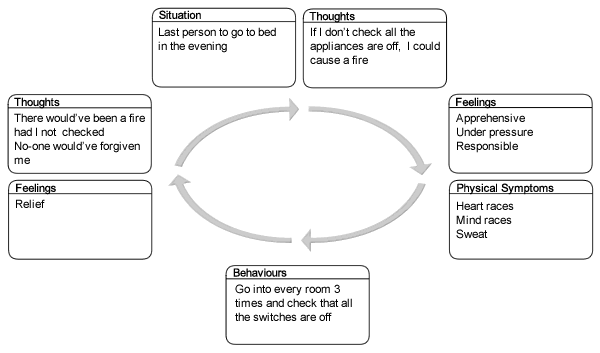 Situation
Last person to go to bed
in the evening
Thoughts
If I don't check all the
appliances are off, I could
cause a fire
Feelings
Apprehensive
Under pressure
Responsible
Physical Symptoms
Heart races
Mind races
Sweat
Behaviours
Go into every room 3
times and check that all
the switches are off
Feelings
Relief
Thoughts
There would've been a fire
had I not checked
No-one would've forgiven
me